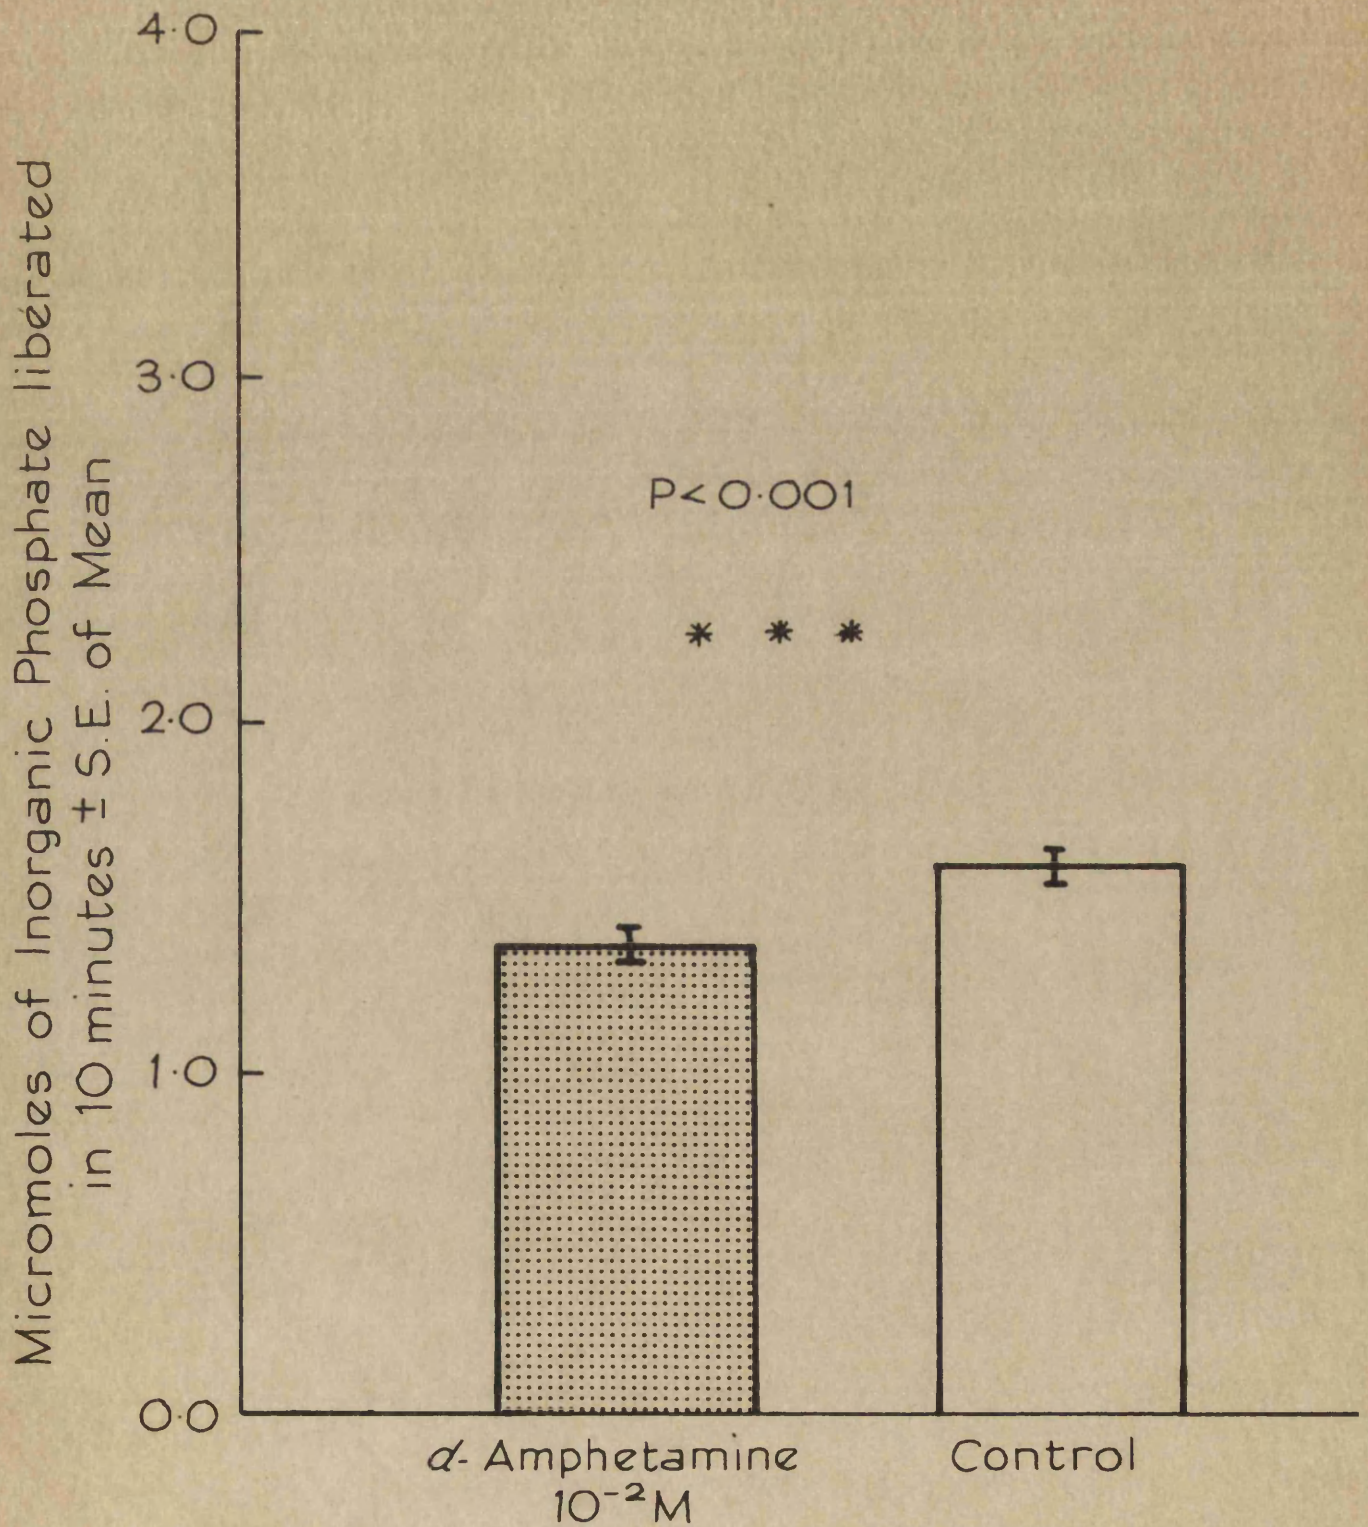 Micromoles of Inorganic Phosphate liberated
in 10 minutes ± S.E. of Mean
4·0
3·0
2·0
1·0
0·0
P< 0·001
* * *
d- Amphetamine
10⁻²M
Control